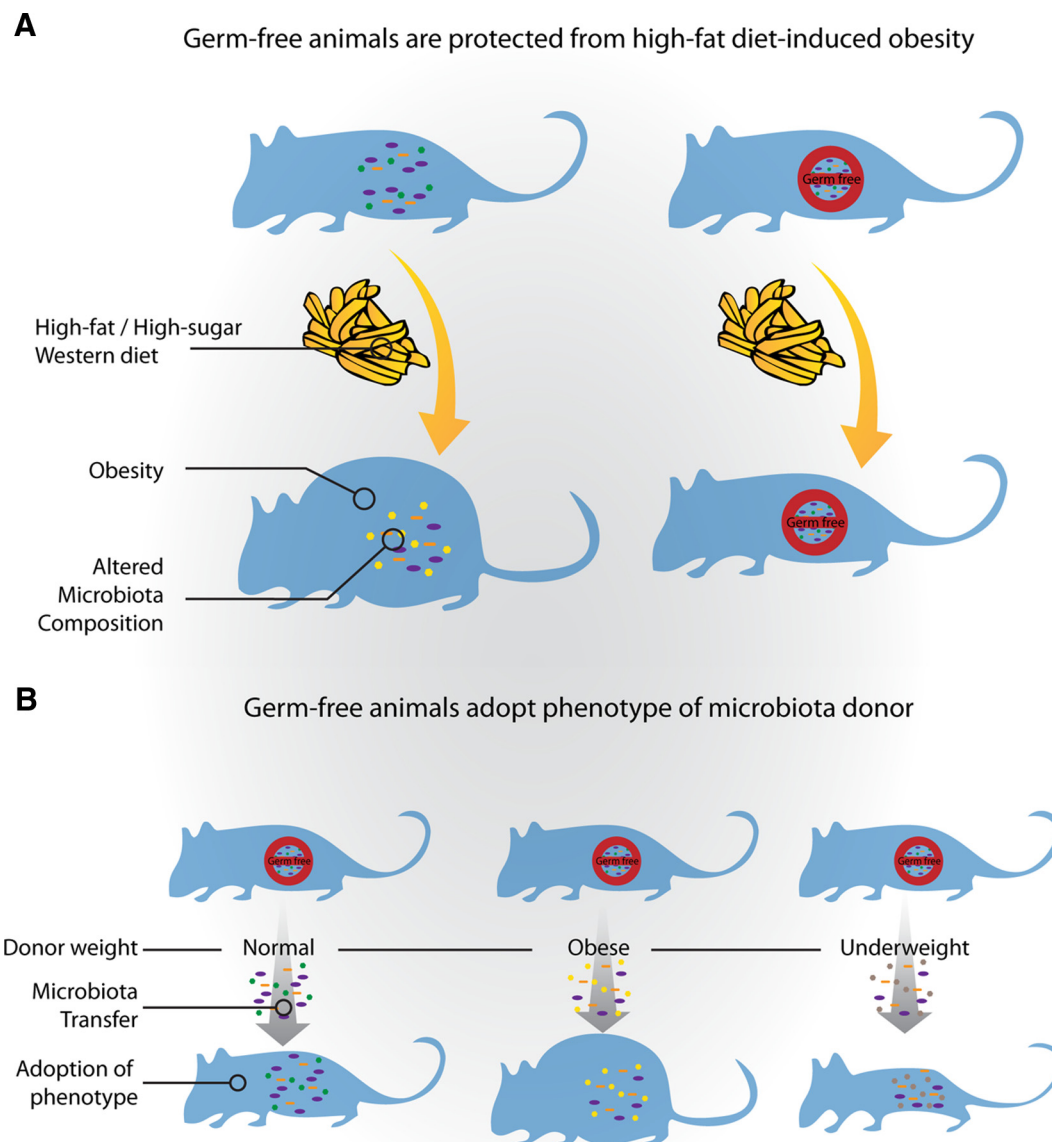 A
Germ-free animals are protected from high-fat diet-induced obesity
Germ free
High-fat / High-sugar
Western diet
Obesity
Germ free
Altered
Microbiota
Composition
B
Germ-free animals adopt phenotype of microbiota donor
Germ free
Germ free
Germ free
Donor weight
Normal
Obese
Underweight
Microbiota
Transfer
Adoption of
phenotype